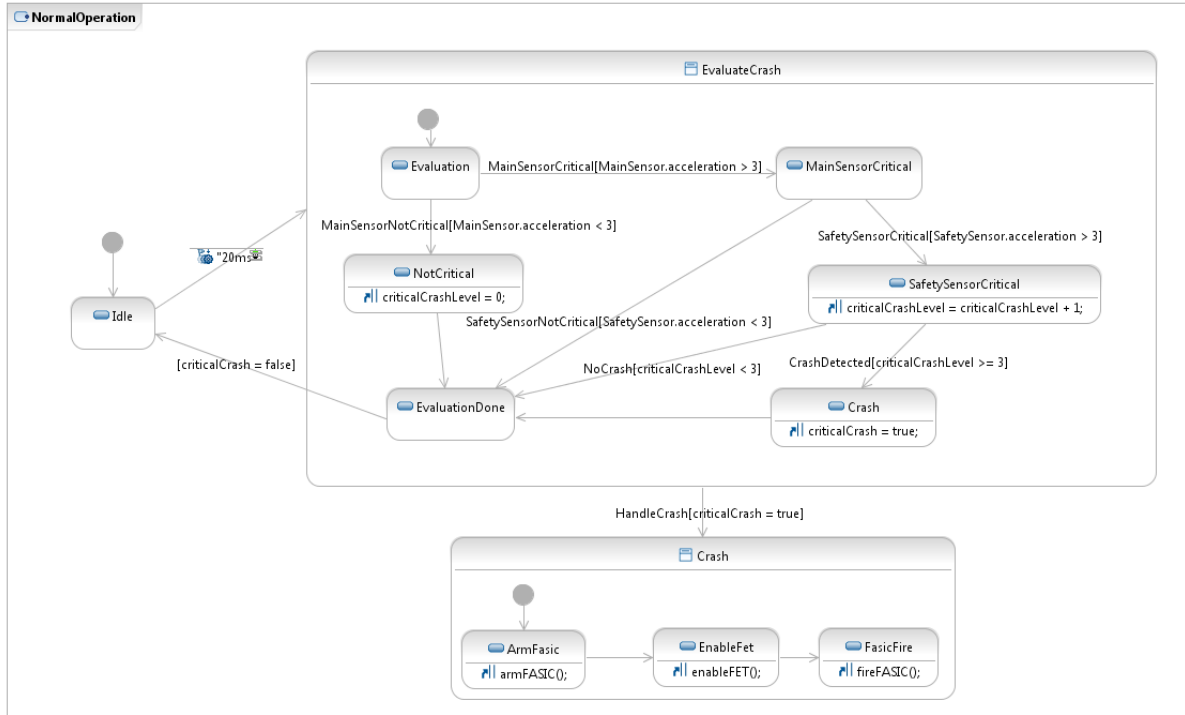 NormalOperation
EvaluateCrash
Evaluation
MainSensorCritical[MainSensor.acceleration > 3]
MainSensorCritical
MainSensorNotCritical[MainSensor.acceleration < 3]
SafetySensorCritical[SafetySensor.acceleration > 3]
"20ms"
NotCritical
criticalCrashLevel = 0;
SafetySensorCritical
criticalCrashLevel = criticalCrashLevel + 1;
Idle
SafetySensorNotCritical[SafetySensor.acceleration < 3]
[criticalCrash = false]
NoCrash[criticalCrashLevel < 3]
CrashDetected[criticalCrashLevel >= 3]
EvaluationDone
Crash
criticalCrash = true;
HandleCrash[criticalCrash = true]
Crash
ArmFasic
armFASIC();
EnableFet
enableFET();
FasicFire
fireFASIC();